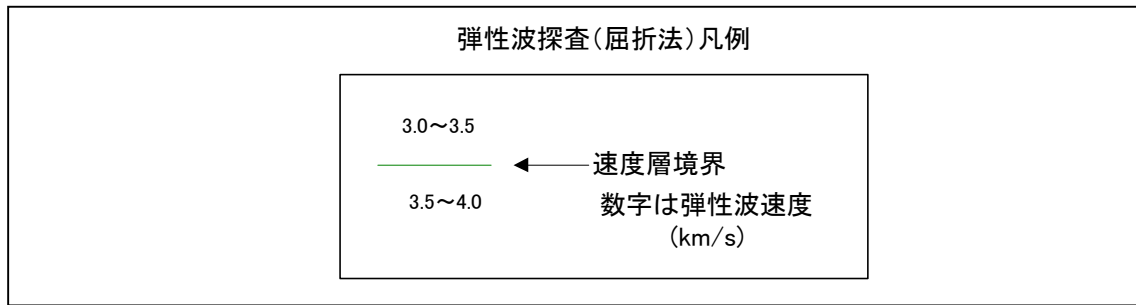 弾性波探査（屈折法）凡例
3.0～3.5
速度層境界
3.5～4.0
数字は弾性波速度
(km/s)